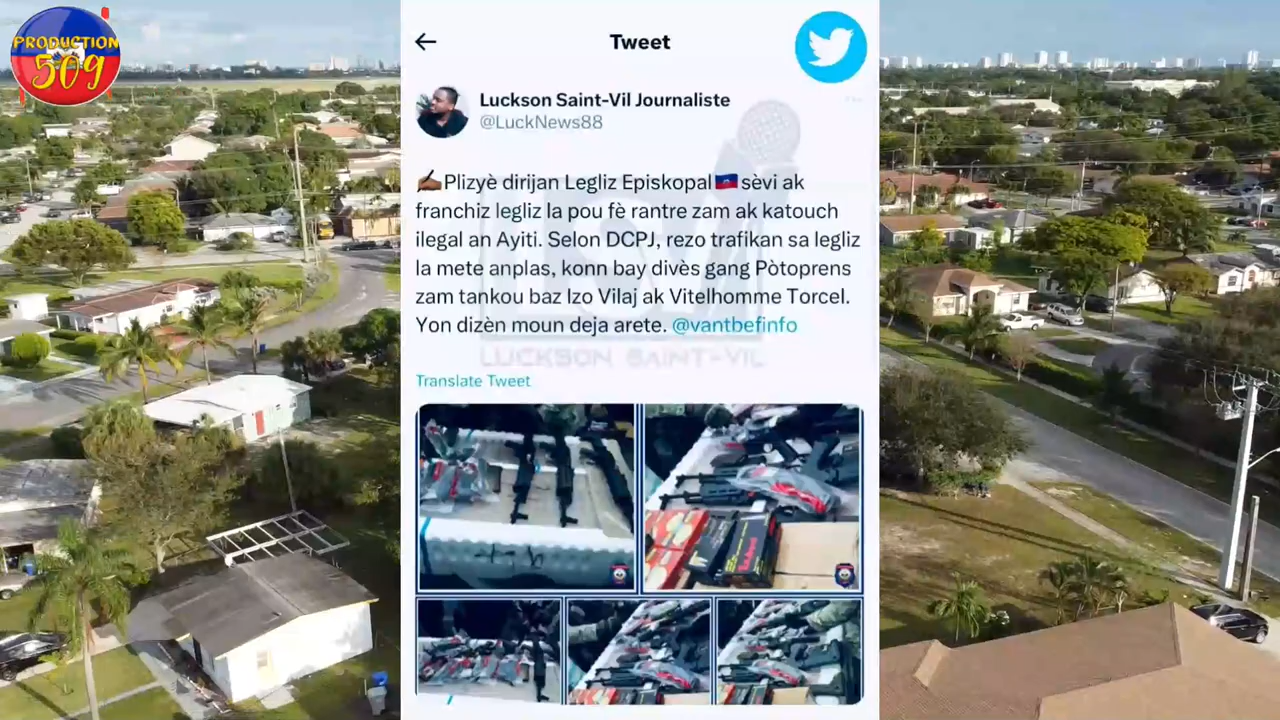 PRODUCTION
509
Tweet
Luckson Saint-Vil Journaliste
@LuckNews88
Plizyè dirijan Legliz Episkopal sèvi ak
franchiz legliz la pou fè rantre zam ak katouch
ilegal an Ayiti. Selon DCPJ, rezo trafikan sa legliz
la mete anplas, konn bay divès gang Pòtoprens
zam tankou baz Izo Vilaj ak Vitelhomme Torcel.
Yon dizèn moun deja arete. @vantbefinfo
LUCKSON SAINT-VIL
Translate Tweet